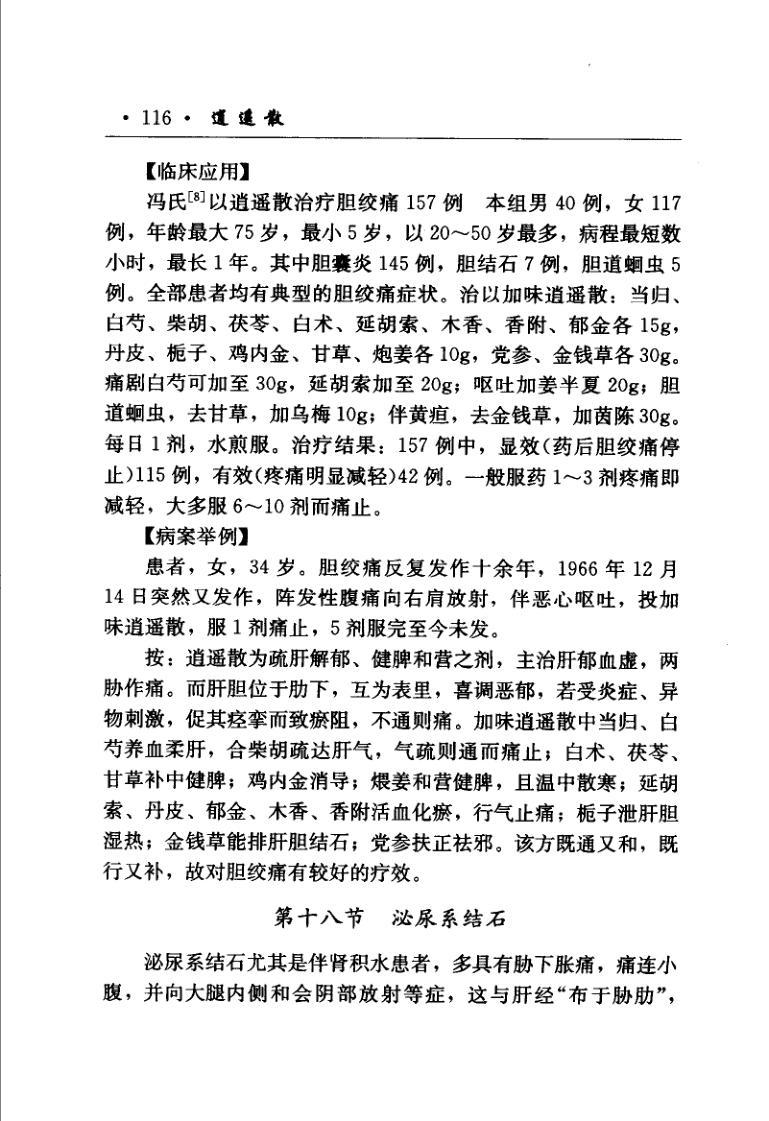 · 116 · 逍遥散
【临床应用】
冯氏[8]以逍遥散治疗胆绞痛 157 例　本组男 40 例，女 117
例，年龄最大 75 岁，最小 5 岁，以 20～50 岁最多，病程最短数
小时，最长 1 年。其中胆囊炎 145 例，胆结石 7 例，胆道蛔虫 5
例。全部患者均有典型的胆绞痛症状。治以加味逍遥散：当归、
白芍、柴胡、茯苓、白术、延胡索、木香、香附、郁金各 15g，
丹皮、栀子、鸡内金、甘草、炮姜各 10g，党参、金钱草各 30g。
痛剧白芍可加至 30g，延胡索加至 20g；呕吐加姜半夏 20g；胆
道蛔虫，去甘草，加乌梅 10g；伴黄疸，去金钱草，加茵陈 30g。
每日 1 剂，水煎服。治疗结果：157 例中，显效(药后胆绞痛停
止)115 例，有效(疼痛明显减轻)42 例。一般服药 1～3 剂疼痛即
减轻，大多服 6～10 剂而痛止。
【病案举例】
患者，女，34 岁。胆绞痛反复发作十余年，1966 年 12 月
14 日突然又发作，阵发性腹痛向右肩放射，伴恶心呕吐，投加
味逍遥散，服 1 剂痛止，5 剂服完至今未发。
按：逍遥散为疏肝解郁、健脾和营之剂，主治肝郁血虚，两
胁作痛。而肝胆位于肋下，互为表里，喜调恶郁，若受炎症、异
物刺激，促其痉挛而致瘀阻，不通则痛。加味逍遥散中当归、白
芍养血柔肝，合柴胡疏达肝气，气疏则通而痛止；白术、茯苓、
甘草补中健脾；鸡内金消导；煨姜和营健脾，且温中散寒；延胡
索、丹皮、郁金、木香、香附活血化瘀，行气止痛；栀子泄肝胆
湿热；金钱草能排肝胆结石；党参扶正祛邪。该方既通又和，既
行又补，故对胆绞痛有较好的疗效。
第十八节　泌尿系结石
泌尿系结石尤其是伴肾积水患者，多具有胁下胀痛，痛连小
腹，并向大腿内侧和会阴部放射等症，这与肝经“布于胁肋”，